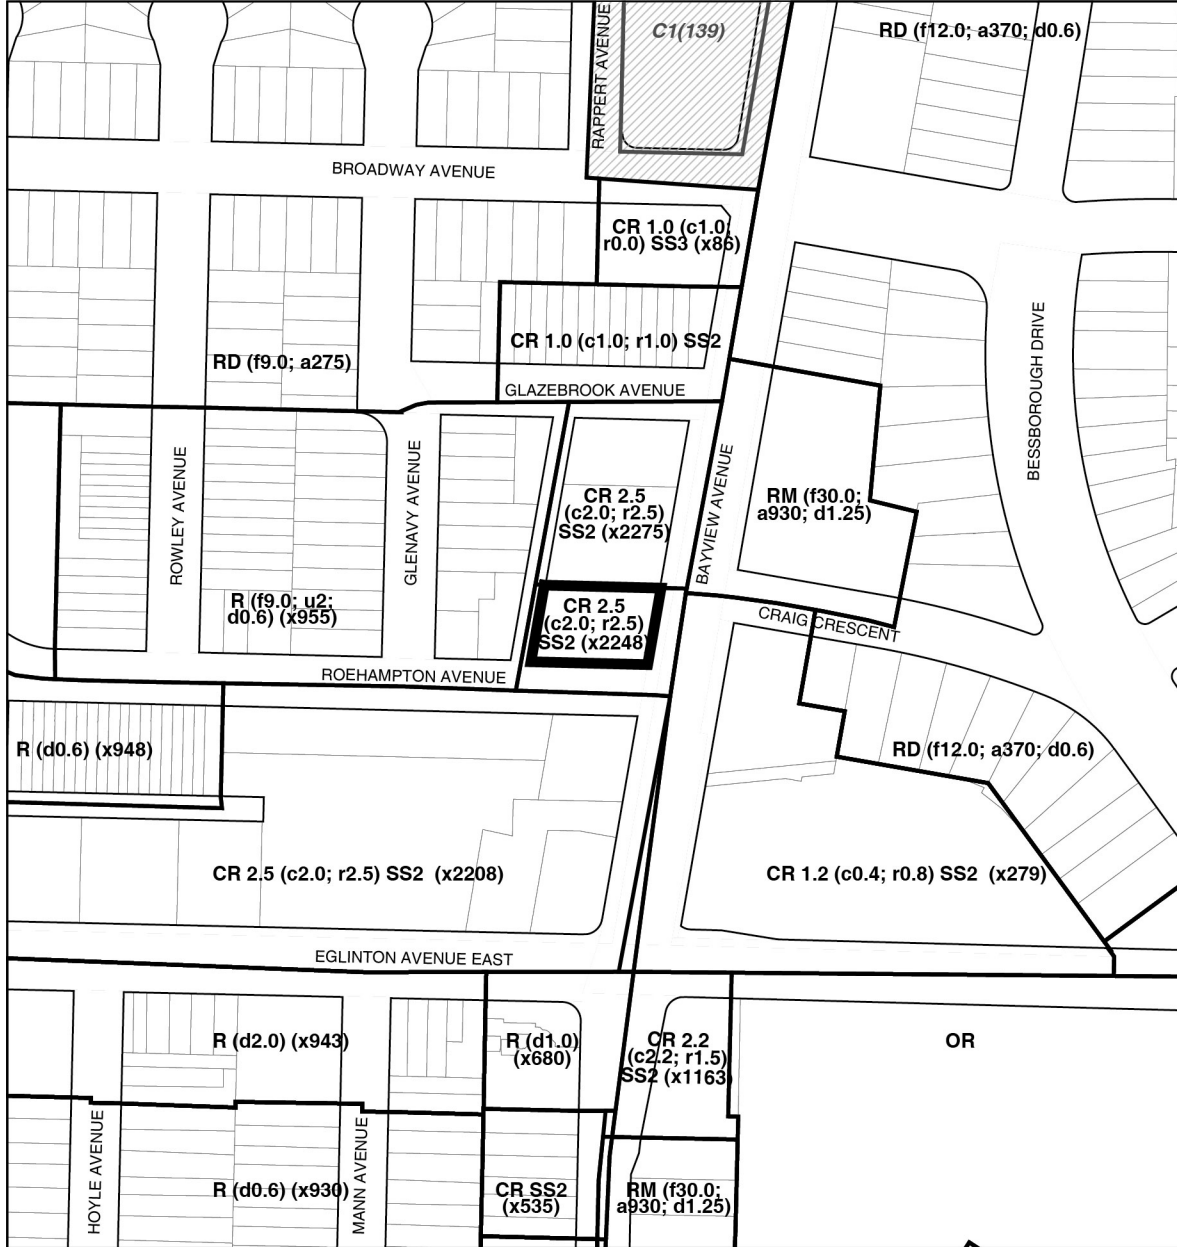 C1(139)
RD (f12.0; a370; d0.6)
RAPPERT AVENUE
BROADWAY AVENUE
CR 1.0 (c1.0;
r0.0) SS3 (x86)
CR 1.0 (c1.0; r1.0) SS2
RD (f9.0; a275)
GLAZEBROOK AVENUE
BESSBOROUGH DRIVE
ROWLEY AVENUE
GLENAVY AVENUE
CR 2.5
(c2.0; r2.5)
SS2 (x2275)
BAYVIEW AVENUE
RM (f30.0;
a930; d1.25)
R (f9.0; u2;
d0.6) (x955)
CR 2.5
(c2.0; r2.5)
SS2 (x2248)
CRAIG CRESCENT
ROEHAMPTON AVENUE
R (d0.6) (x948)
RD (f12.0; a370; d0.6)
CR 2.5 (c2.0; r2.5) SS2 (x2208)
CR 1.2 (c0.4; r0.8) SS2 (x279)
EGLINTON AVENUE EAST
R (d2.0) (x943)
R (d1.0)
(x680)
CR 2.2
(c2.2; r1.5)
SS2 (x1163)
OR
HOYLE AVENUE
MANN AVENUE
R (d0.6) (x930)
CR SS2
(x535)
RM (f30.0;
a930; d1.25)